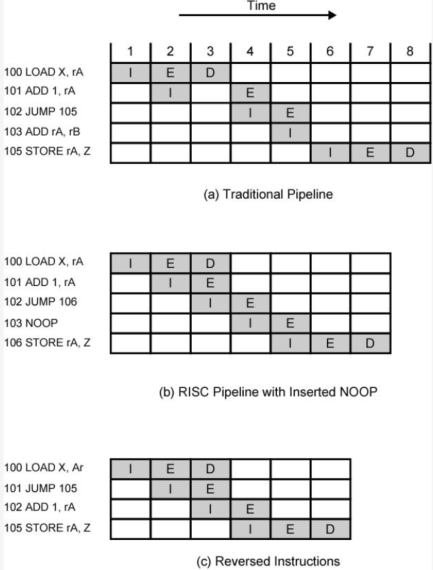 Time
1 2 3 4 5 6 7 8
100 LOAD X, rA I E D
101 ADD 1, rA I E
102 JUMP 105 I E
103 ADD rA, rB I
105 STORE rA, Z I E D
(a) Traditional Pipeline
100 LOAD X, rA I E D
101 ADD 1, rA I E
102 JUMP 106 I E
103 NOOP I E
106 STORE rA, Z I E D
(b) RISC Pipeline with Inserted NOOP
100 LOAD X, Ar I E D
101 JUMP 105 I E
102 ADD 1, rA I E
105 STORE rA, Z I E D
(c) Reversed Instructions